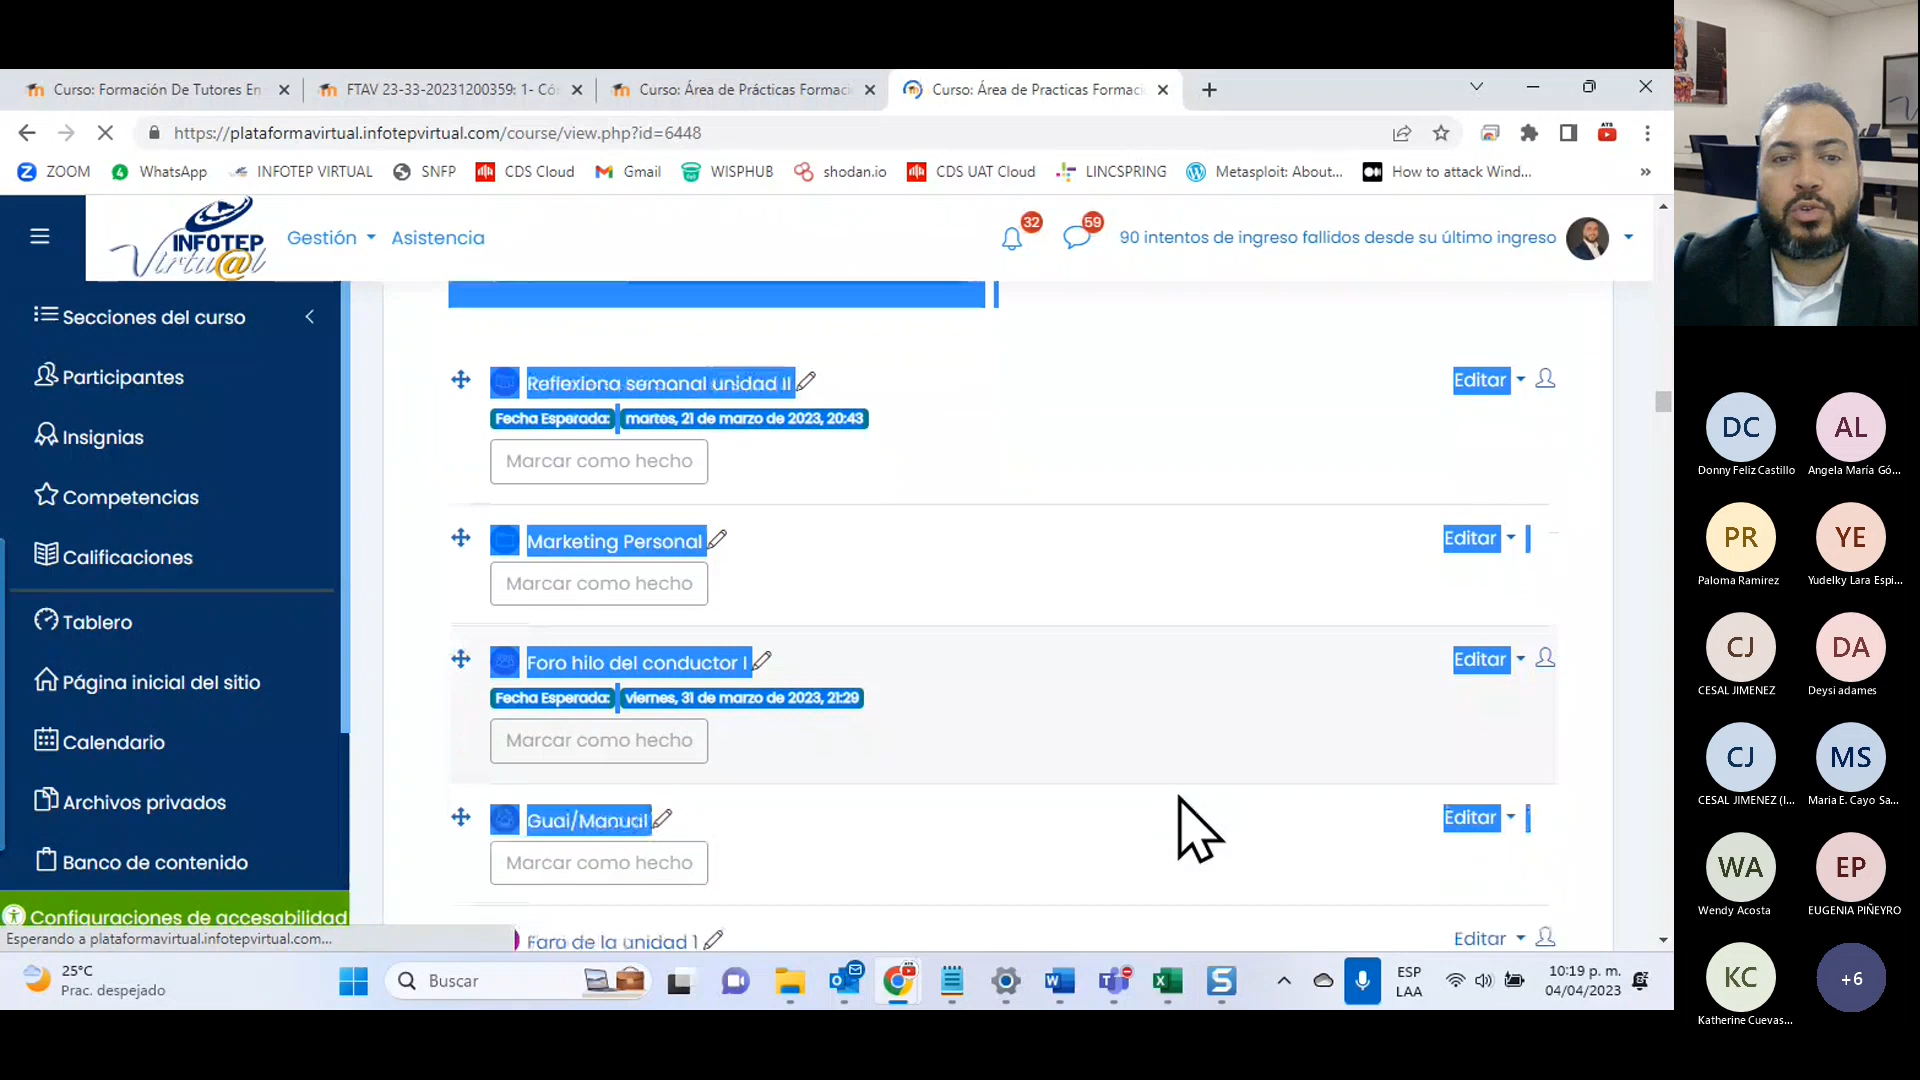 Curso: Formación De Tutores En
FTAV 23-33-20231200359: 1- Có
Curso: Área de Prácticas Formac
Curso: Área de Practicas Formac
https://plataformavirtual.infotepvirtual.com/course/view.php?id=6448
ZOOM
WhatsApp
INFOTEP VIRTUAL
SNFP
CDS Cloud
Gmail
WISPHUB
shodan.io
CDS UAT Cloud
LINCSPRING
Metasploit: About...
How to attack Wind...
»
INFOTEP
Virtu@l
Gestión
Asistencia
32
59
90 intentos de ingreso fallidos desde su último ingreso
Secciones del curso
Participantes
Insignias
Competencias
Calificaciones
Tablero
Página inicial del sitio
Calendario
Archivos privados
Banco de contenido
Configuraciones de accesabilidad
Esperando a plataformavirtual.infotepvirtual.com...
Reflexiona semanal unidad II
Editar
Fecha Esperada: martes, 21 de marzo de 2023, 20:43
Marcar como hecho
Marketing Personal
Editar
Marcar como hecho
Foro hilo del conductor I
Editar
Fecha Esperada: viernes, 31 de marzo de 2023, 21:29
Marcar como hecho
Guai/Manual
Editar
Marcar como hecho
Faro de la unidad 1
Editar
25°C
Prac. despejado
Buscar
ESP
LAA
10:19 p. m.
04/04/2023
DC
Donny Feliz Castillo
AL
Angela María Gó...
PR
Paloma Ramirez
YE
Yudelky Lara Espi...
CJ
CESAL JIMENEZ
DA
Deysi adames
CJ
CESAL JIMENEZ (I...
MS
Maria E. Cayo Sa...
WA
Wendy Acosta
EP
EUGENIA PIÑEYRO
KC
Katherine Cuevas...
+6